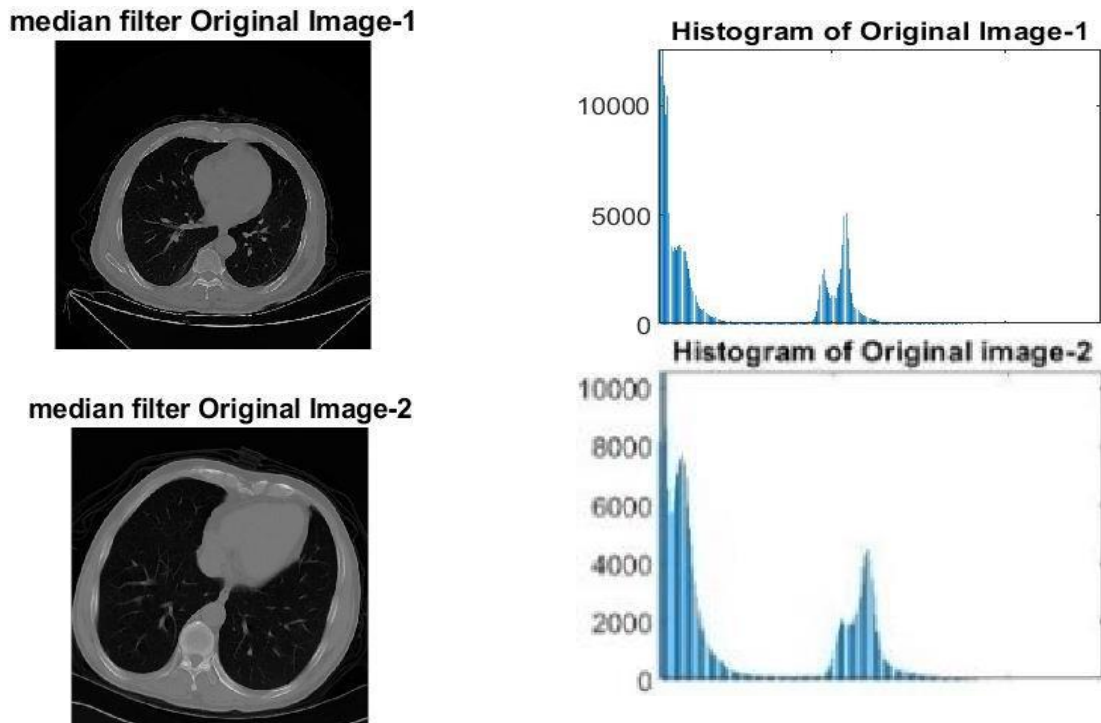 median filter Original Image-1
Histogram of Original Image-1
10000
5000
0
median filter Original Image-2
Histogram of Original image-2
10000
8000
6000
4000
2000
0